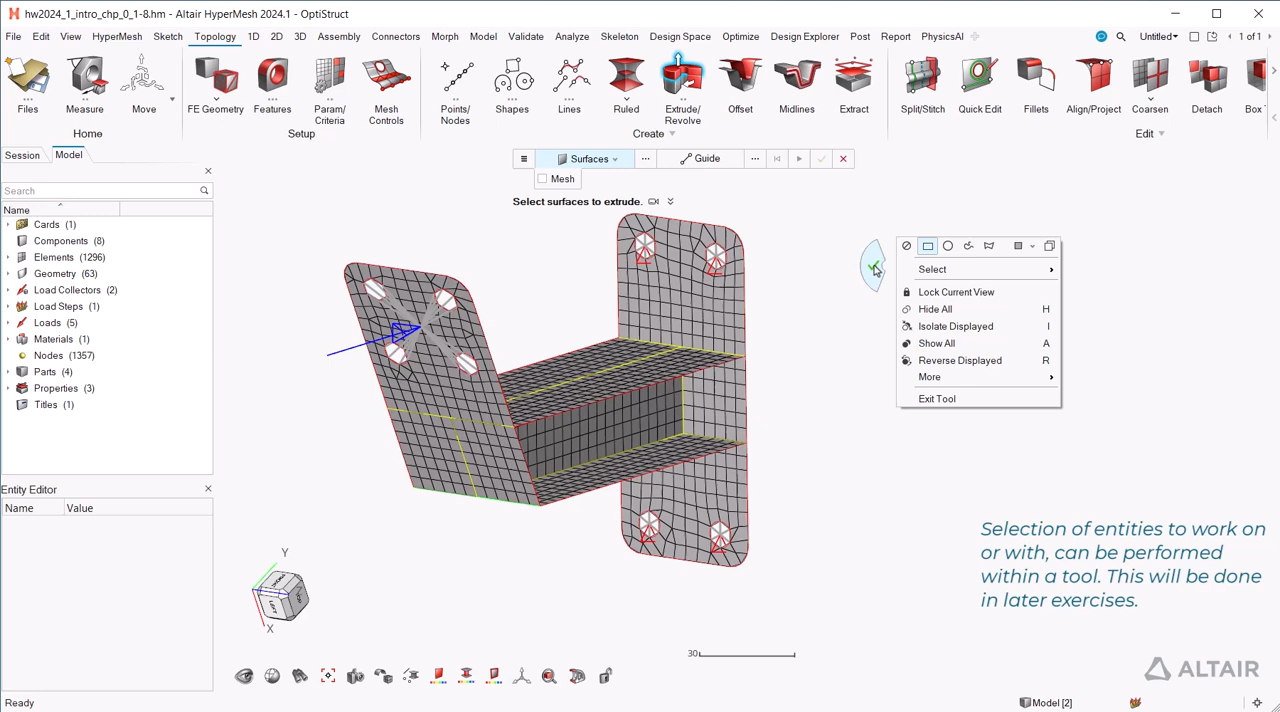 hw2024_1_intro_chp_0_1-8.hm - Altair HyperMesh 2024.1 - OptiStruct
File Edit View HyperMesh Sketch Topology 1D 2D 3D Assembly Connectors Morph Model Validate Analyze Skeleton Design Space Optimize Design Explorer Post Report PhysicsAI Untitled 1 of 1
Files Measure Move FE Geometry Features Param/ Criteria Mesh Controls Points/ Nodes Shapes Lines Ruled Extrude/ Revolve Offset Midlines Extract Split/Stitch Quick Edit Fillets Align/Project Coarsen Detach Box
Home Setup Create Edit
Session Model
Surfaces Guide
Mesh
Search
Select surfaces to extrude.
Name
Cards (1)
Components (8)
Elements (1296)
Geometry (63)
Load Collectors (2)
Load Steps (1)
Loads (5)
Materials (1)
Nodes (1357)
Parts (4)
Properties (3)
Titles (1)
Select
Lock Current View
Hide All H
Isolate Displayed I
Show All A
Reverse Displayed R
More
Exit Tool
Entity Editor
Name Value
Selection of entities to work on
or with, can be performed
within a tool. This will be done
in later exercises.
Y
X
LEFT
30
ALTAIR
Ready
Model [2]